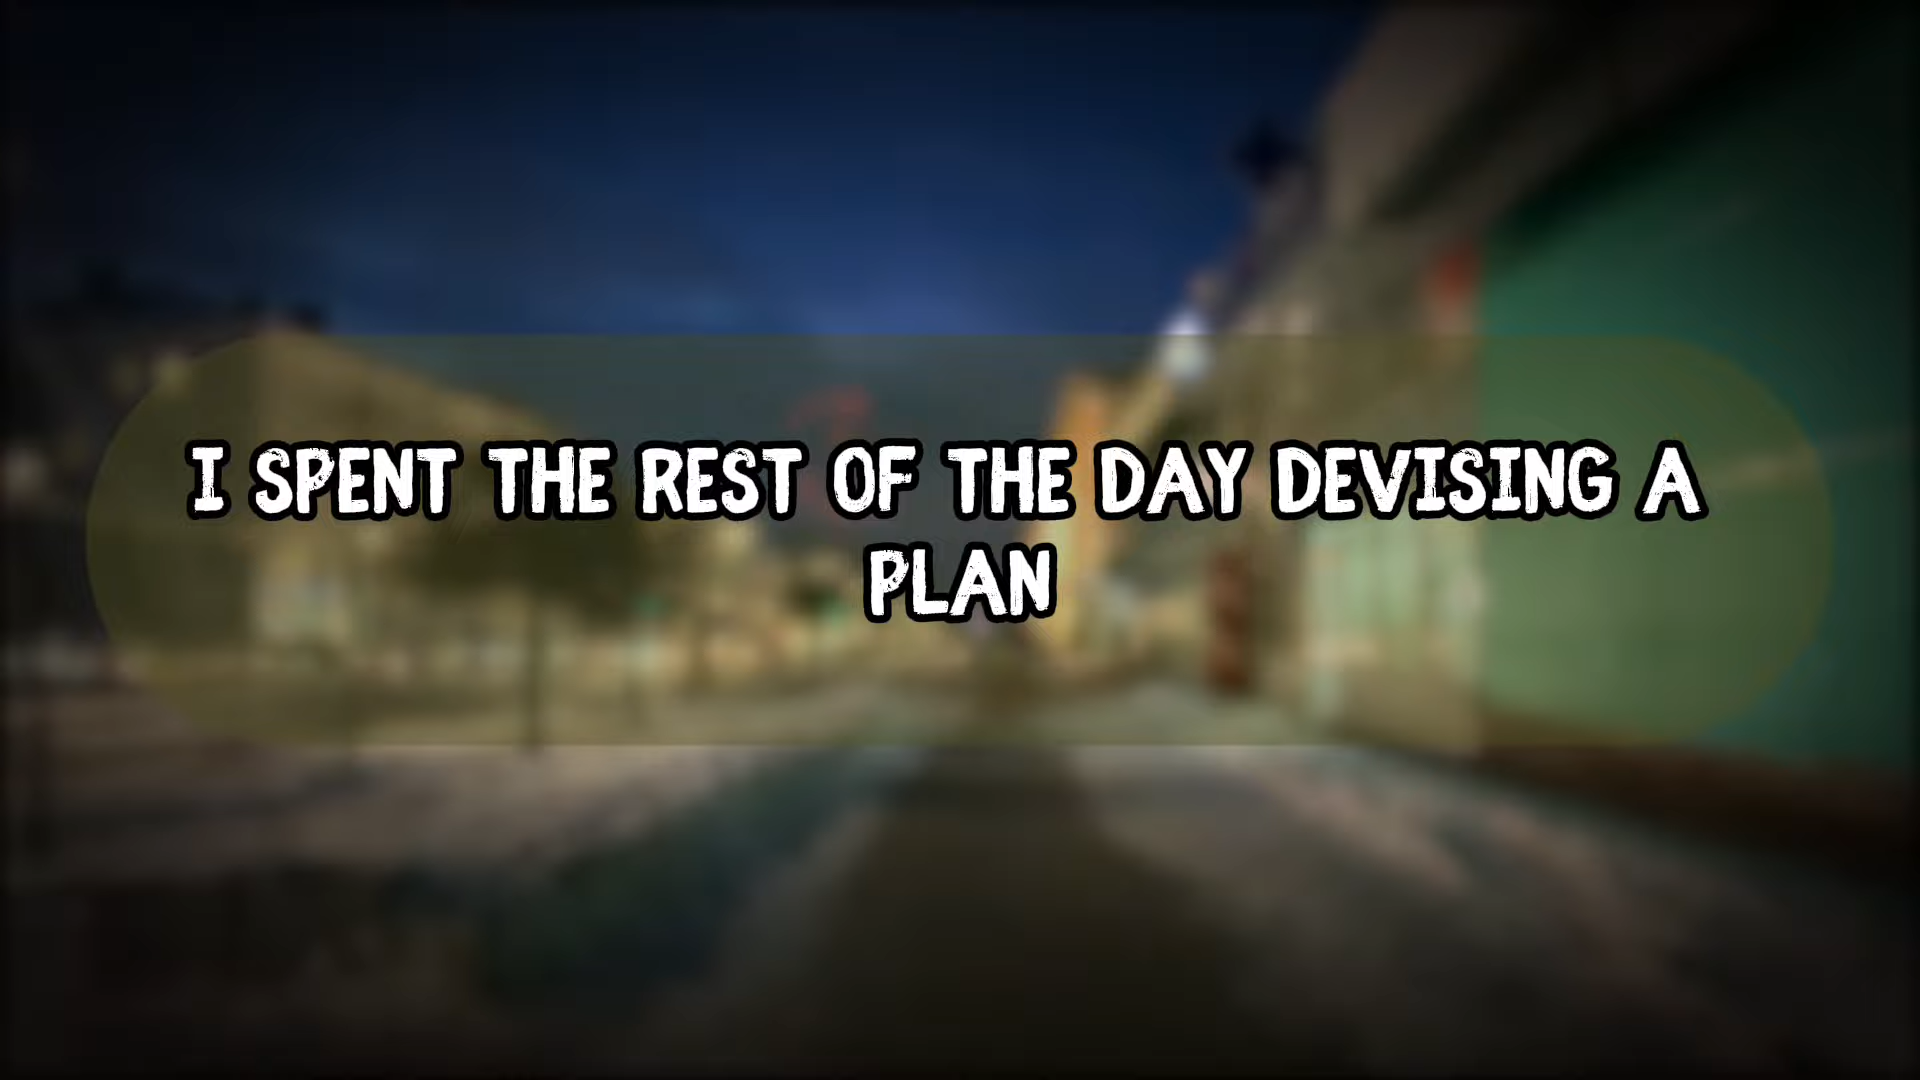 I SPENT THE REST OF THE DAY DEVISING A
PLAN